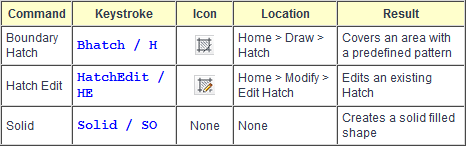 Command Keystroke Icon Location Result
Boundary Hatch Bhatch / H Home > Draw > Hatch Covers an area with a predefined pattern
Hatch Edit HatchEdit / HE Home > Modify > Edit Hatch Edits an existing Hatch
Solid Solid / SO None None Creates a solid filled shape